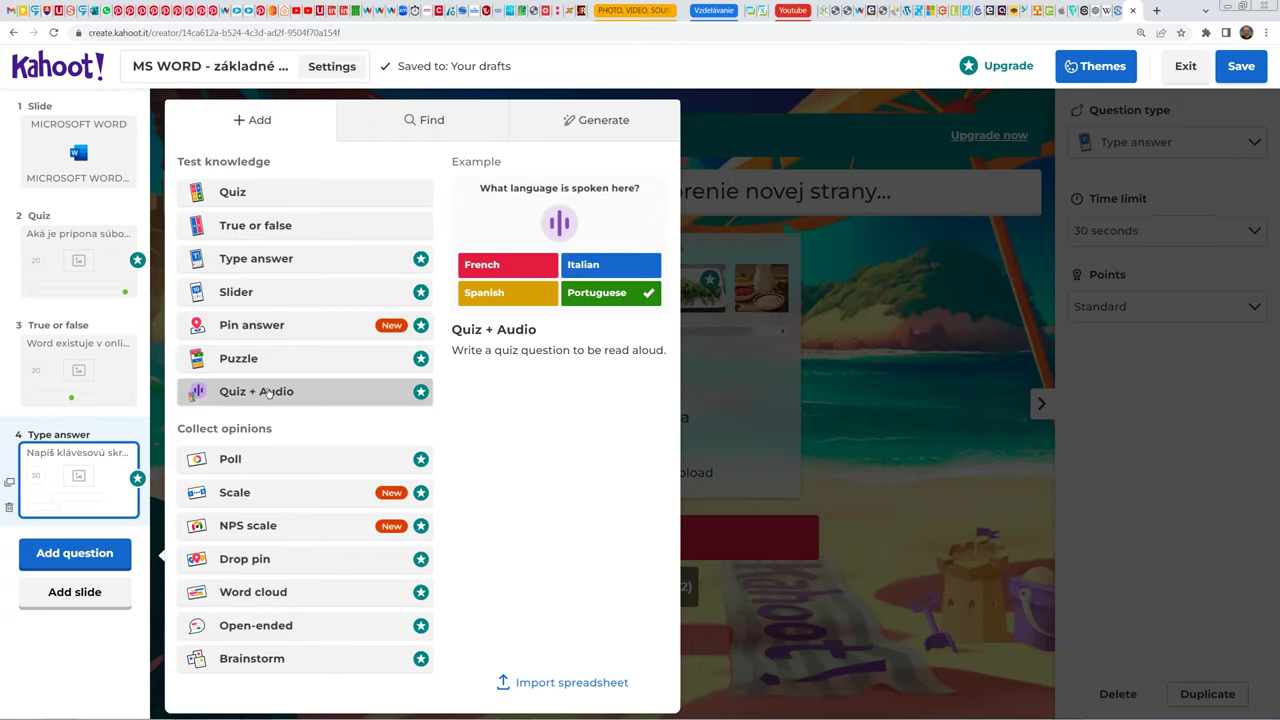 PHOTO, VIDEO, SOU
Vzdelávanie
Youtube
create.kahoot.it/creator/14ca612a-b524-4c3d-ad2f-9504f70a154f
Kahoot!
MS WORD - základné ...
Settings
Saved to: Your drafts
Upgrade
Themes
Exit
Save
1 Slide
MICROSOFT WORD
MICROSOFT WORD...
2 Quiz
Aká je prípona súbo...
20
3 True or false
Word existuje v onli...
20
4 Type answer
Napíš klávesovú skr...
30
Add question
Add slide
Add
Find
Generate
Test knowledge
Quiz
True or false
Type answer
Slider
Pin answer New
Puzzle
Quiz + Audio
Collect opinions
Poll
Scale New
NPS scale New
Drop pin
Word cloud
Open-ended
Brainstorm
Example
What language is spoken here?
French
Italian
Spanish
Portuguese
Quiz + Audio
Write a quiz question to be read aloud.
Import spreadsheet
Upgrade now
orenie novej strany...
Question type
Type answer
Time limit
30 seconds
Points
Standard
Delete
Duplicate